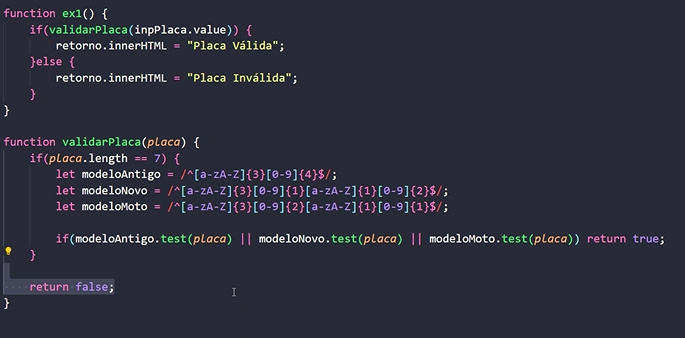 function ex1() {
    if(validarPlaca(inpPlaca.value)) {
        retorno.innerHTML = "Placa Válida";
    }else {
        retorno.innerHTML = "Placa Inválida";
    }
}
function validarPlaca(placa) {
    if(placa.length == 7) {
        let modeloAntigo = /^[a-zA-Z]{3}[0-9]{4}$/;
        let modeloNovo = /^[a-zA-Z]{3}[0-9]{1}[a-zA-Z]{1}[0-9]{2}$/;
        let modeloMoto = /^[a-zA-Z]{3}[0-9]{2}[a-zA-Z]{1}[0-9]{1}$/;
        if(modeloAntigo.test(placa) || modeloNovo.test(placa) || modeloMoto.test(placa)) return true;
    }
    return false;
}